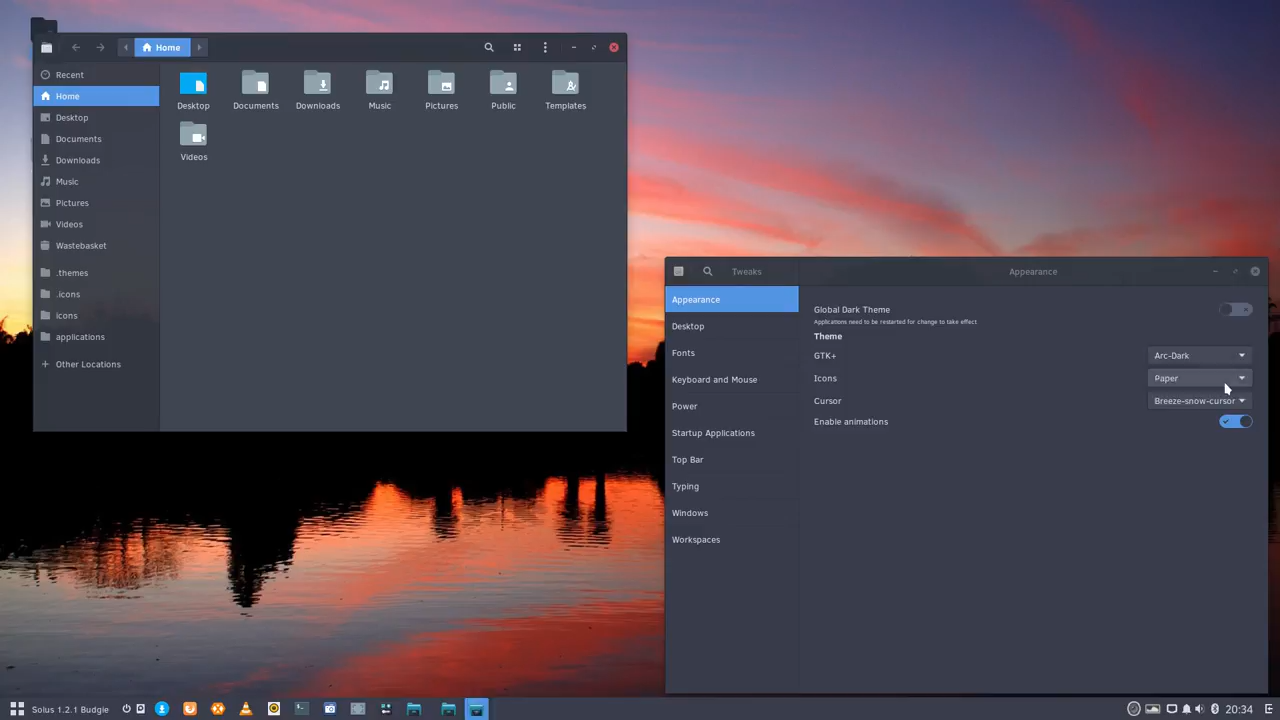 Home
Recent
Home
Desktop
Documents
Downloads
Music
Pictures
Videos
Wastebasket
.themes
.icons
icons
applications
Other Locations
Desktop Documents Downloads Music Pictures Public Templates
Videos
Tweaks
Appearance
Appearance
Desktop
Fonts
Keyboard and Mouse
Power
Startup Applications
Top Bar
Typing
Windows
Workspaces
Global Dark Theme
Applications need to be restarted for change to take effect.
Theme
GTK+ Arc-Dark
Icons Paper
Cursor Breeze-snow-cursor
Enable animations
Solus 1.2.1 Budgie
20:34